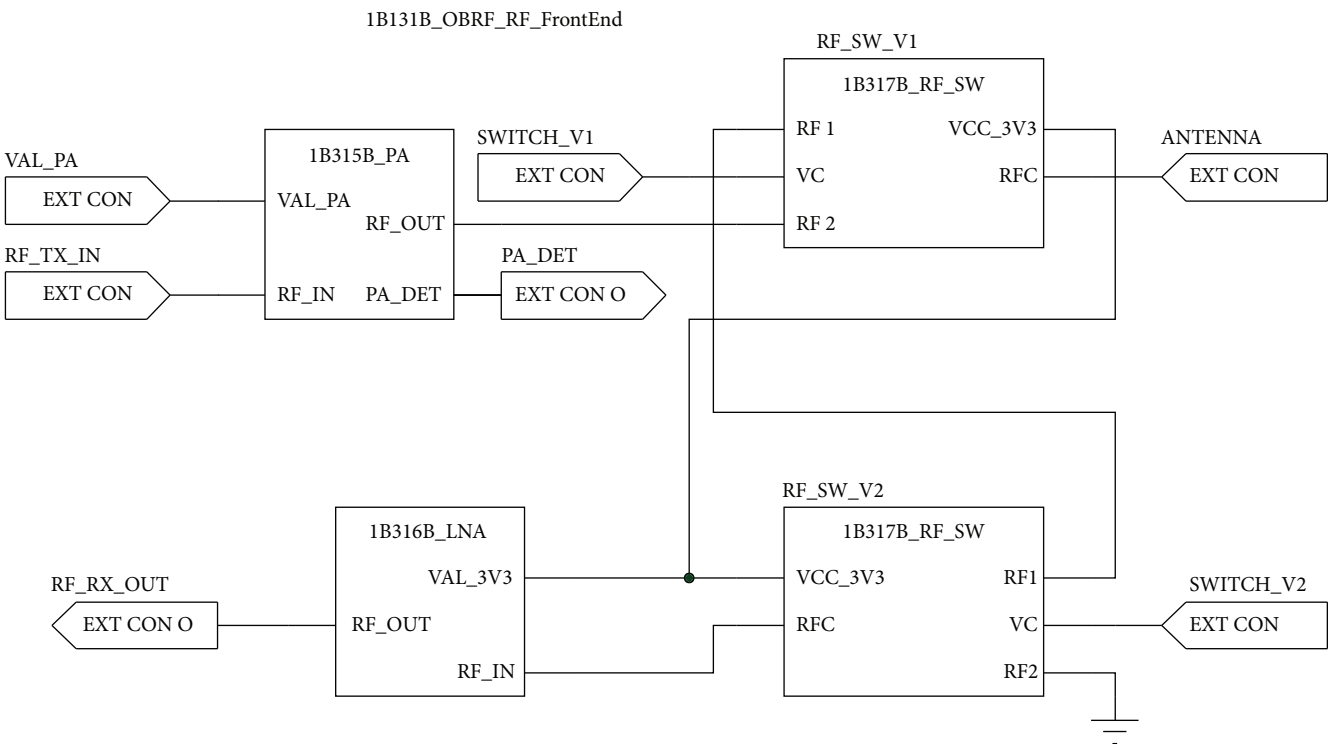 1B131B_OBRF_RF_FrontEnd
RF_SW_V1
1B317B_RF_SW
RF 1
VCC_3V3
VC
RFC
RF 2
SWITCH_V1
EXT CON
ANTENNA
EXT CON
VAL_PA
EXT CON
1B315B_PA
VAL_PA
RF_OUT
RF_IN
PA_DET
RF_TX_IN
EXT CON
PA_DET
EXT CON O
RF_SW_V2
1B317B_RF_SW
VCC_3V3
RF1
RFC
VC
RF2
1B316B_LNA
VAL_3V3
RF_OUT
RF_IN
RF_RX_OUT
EXT CON O
SWITCH_V2
EXT CON